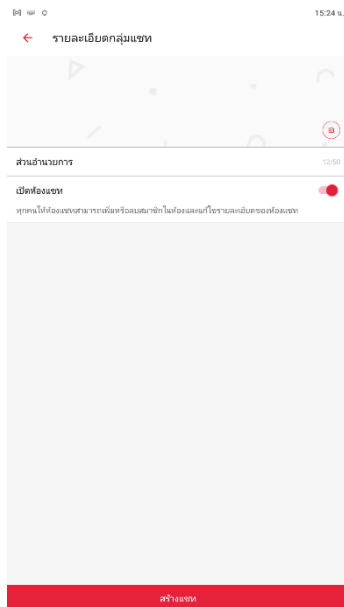 15:24 น.
รายละเอียดกลุ่มแชท
ส่วนอำนวยการ
12/50
เปิดห้องแชท
ทุกคนให้ห้องแชทสามารถเพิ่มหรือลบสมาชิกในห้องและแก้ไขรายละเอียดของห้องแชท
สร้างแชท